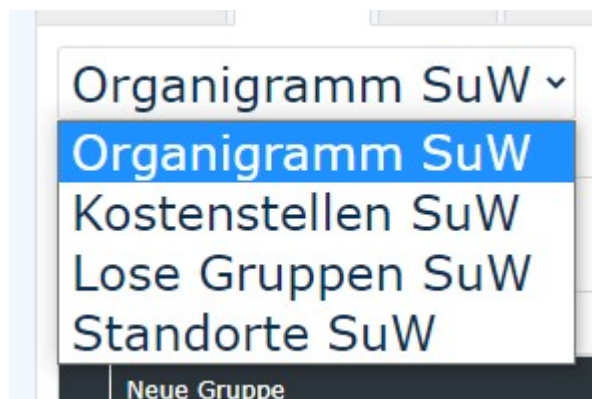 Organigramm SuW
Organigramm SuW
Kostenstellen SuW
Lose Gruppen SuW
Standorte SuW
Neue Gruppe